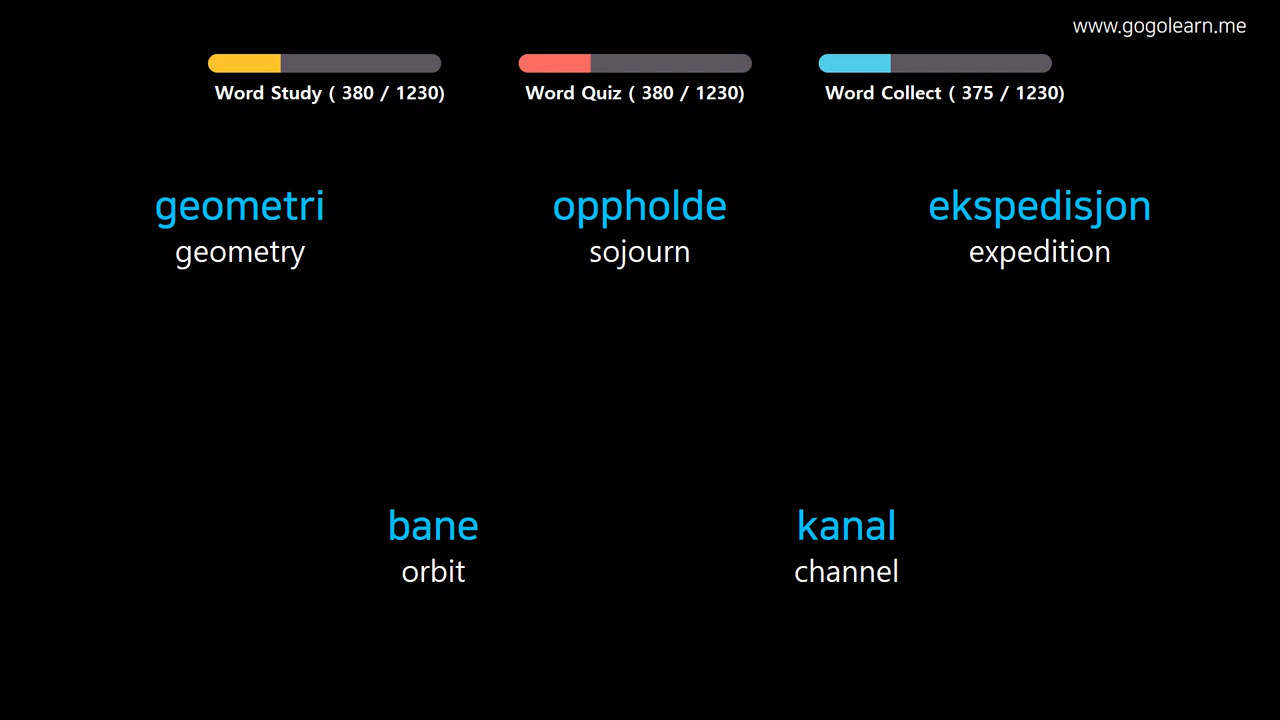 www.gogolearn.me
Word Study ( 380 / 1230)
Word Quiz ( 380 / 1230)
Word Collect ( 375 / 1230)
geometri
geometry
oppholde
sojourn
ekspedisjon
expedition
bane
orbit
kanal
channel